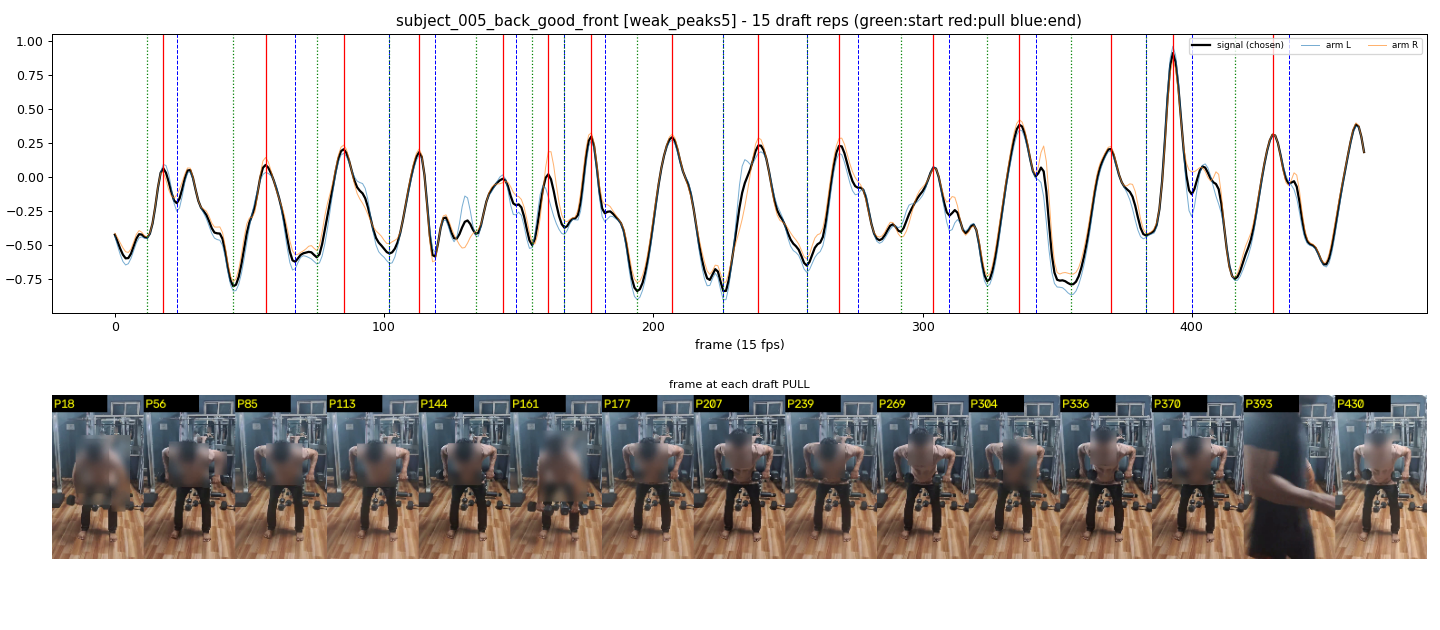 subject_005_back_good_front [weak_peaks5] - 15 draft reps (green:start red:pull blue:end)
signal (chosen) arm L arm R
1.00
0.75
0.50
0.25
0.00
−0.25
−0.50
−0.75
0 100 200 300 400
frame (15 fps)
frame at each draft PULL
P18 P56 P85 P113 P144 P161 P177 P207 P239 P269 P304 P336 P370 P393 P430